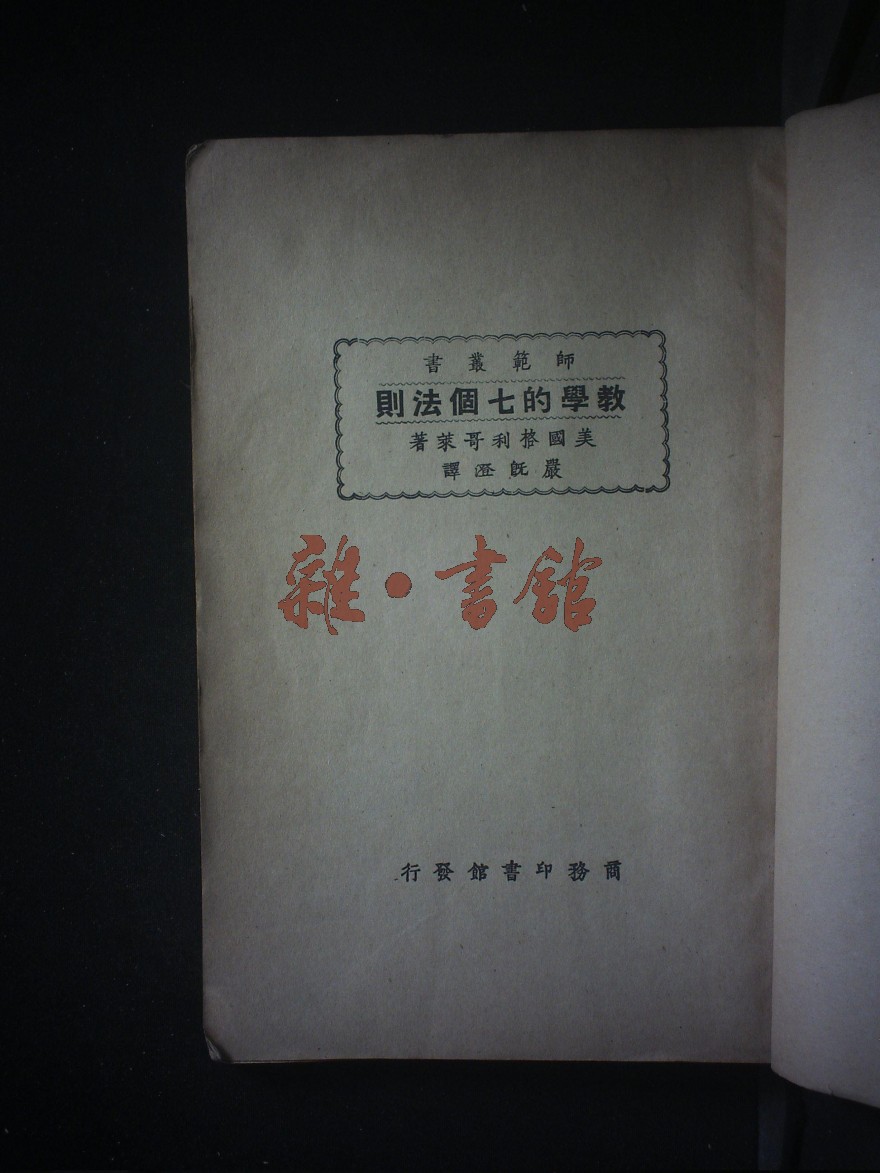 師範叢書
教學的七個法則
美國格利哥萊著
嚴既澄譯
雜·書館
商務印書館發行